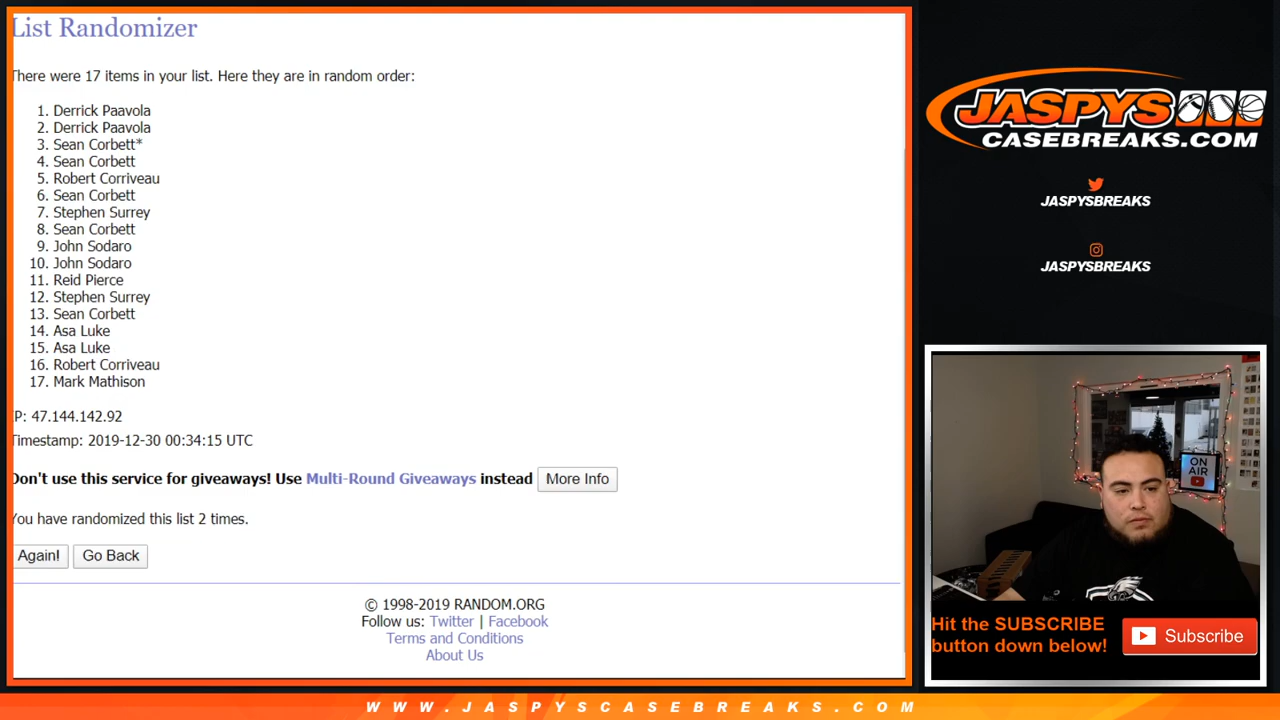 List Randomizer
There were 17 items in your list. Here they are in random order:
1. Derrick Paavola
2. Derrick Paavola
3. Sean Corbett*
4. Sean Corbett
5. Robert Corriveau
6. Sean Corbett
7. Stephen Surrey
8. Sean Corbett
9. John Sodaro
10. John Sodaro
11. Reid Pierce
12. Stephen Surrey
13. Sean Corbett
14. Asa Luke
15. Asa Luke
16. Robert Corriveau
17. Mark Mathison
IP: 47.144.142.92
Timestamp: 2019-12-30 00:34:15 UTC
Don't use this service for giveaways! Use Multi-Round Giveaways instead More Info
You have randomized this list 2 times.
Again! Go Back
© 1998-2019 RANDOM.ORG
Follow us: Twitter | Facebook
Terms and Conditions
About Us
JASPYS
CASEBREAKS.COM
JASPYSBREAKS
JASPYSBREAKS
ON
AIR
Hit the SUBSCRIBE
button down below!
Subscribe
WWW.JASPYSCASEBREAKS.COM